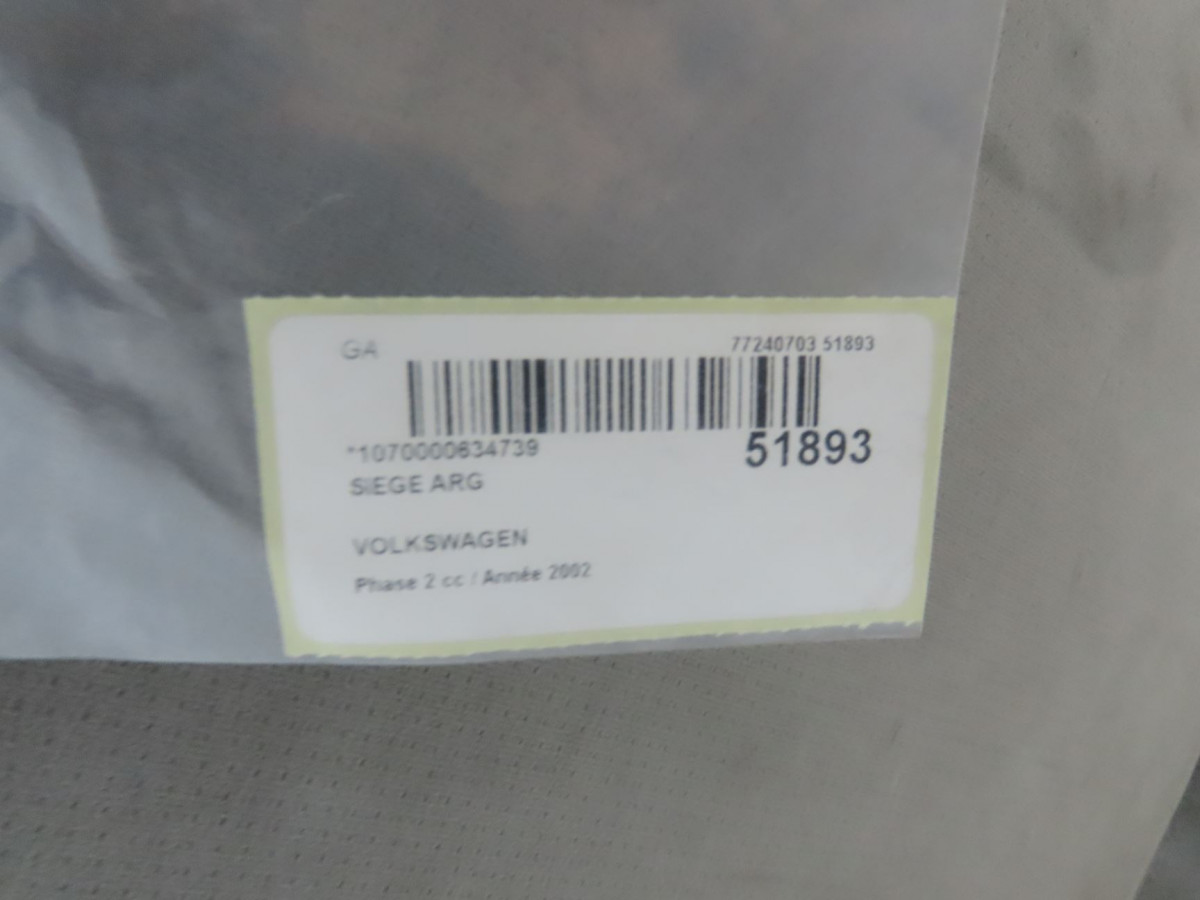 GA
77240703 51893
*1070000634739
51893
SIEGE ARG
VOLKSWAGEN
Phase 2 cc / Année 2002